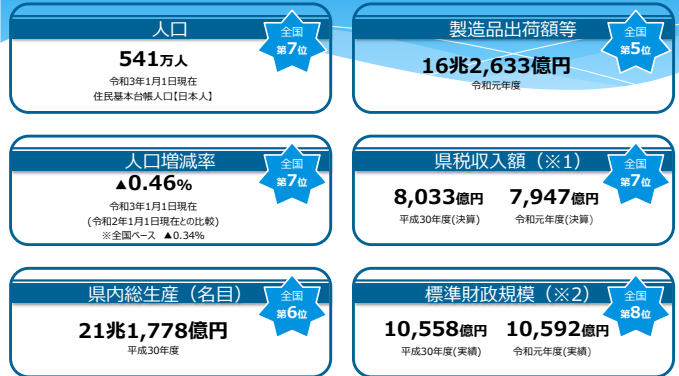 人口
全国
第7位
541万人
令和3年1月1日現在
住民基本台帳人口【日本人】
製造品出荷額等
全国
第5位
16兆2,633億円
令和元年度
人口増減率
全国
第7位
▲0.46%
令和3年1月1日現在
(令和2年1月1日現在との比較)
※全国ベース ▲0.34%
県税収入額（※1）
全国
第7位
8,033億円 7,947億円
平成30年度(決算) 令和元年度(決算)
県内総生産（名目）
全国
第6位
21兆1,778億円
平成30年度
標準財政規模（※2）
全国
第8位
10,558億円 10,592億円
平成30年度(実績) 令和元年度(実績)